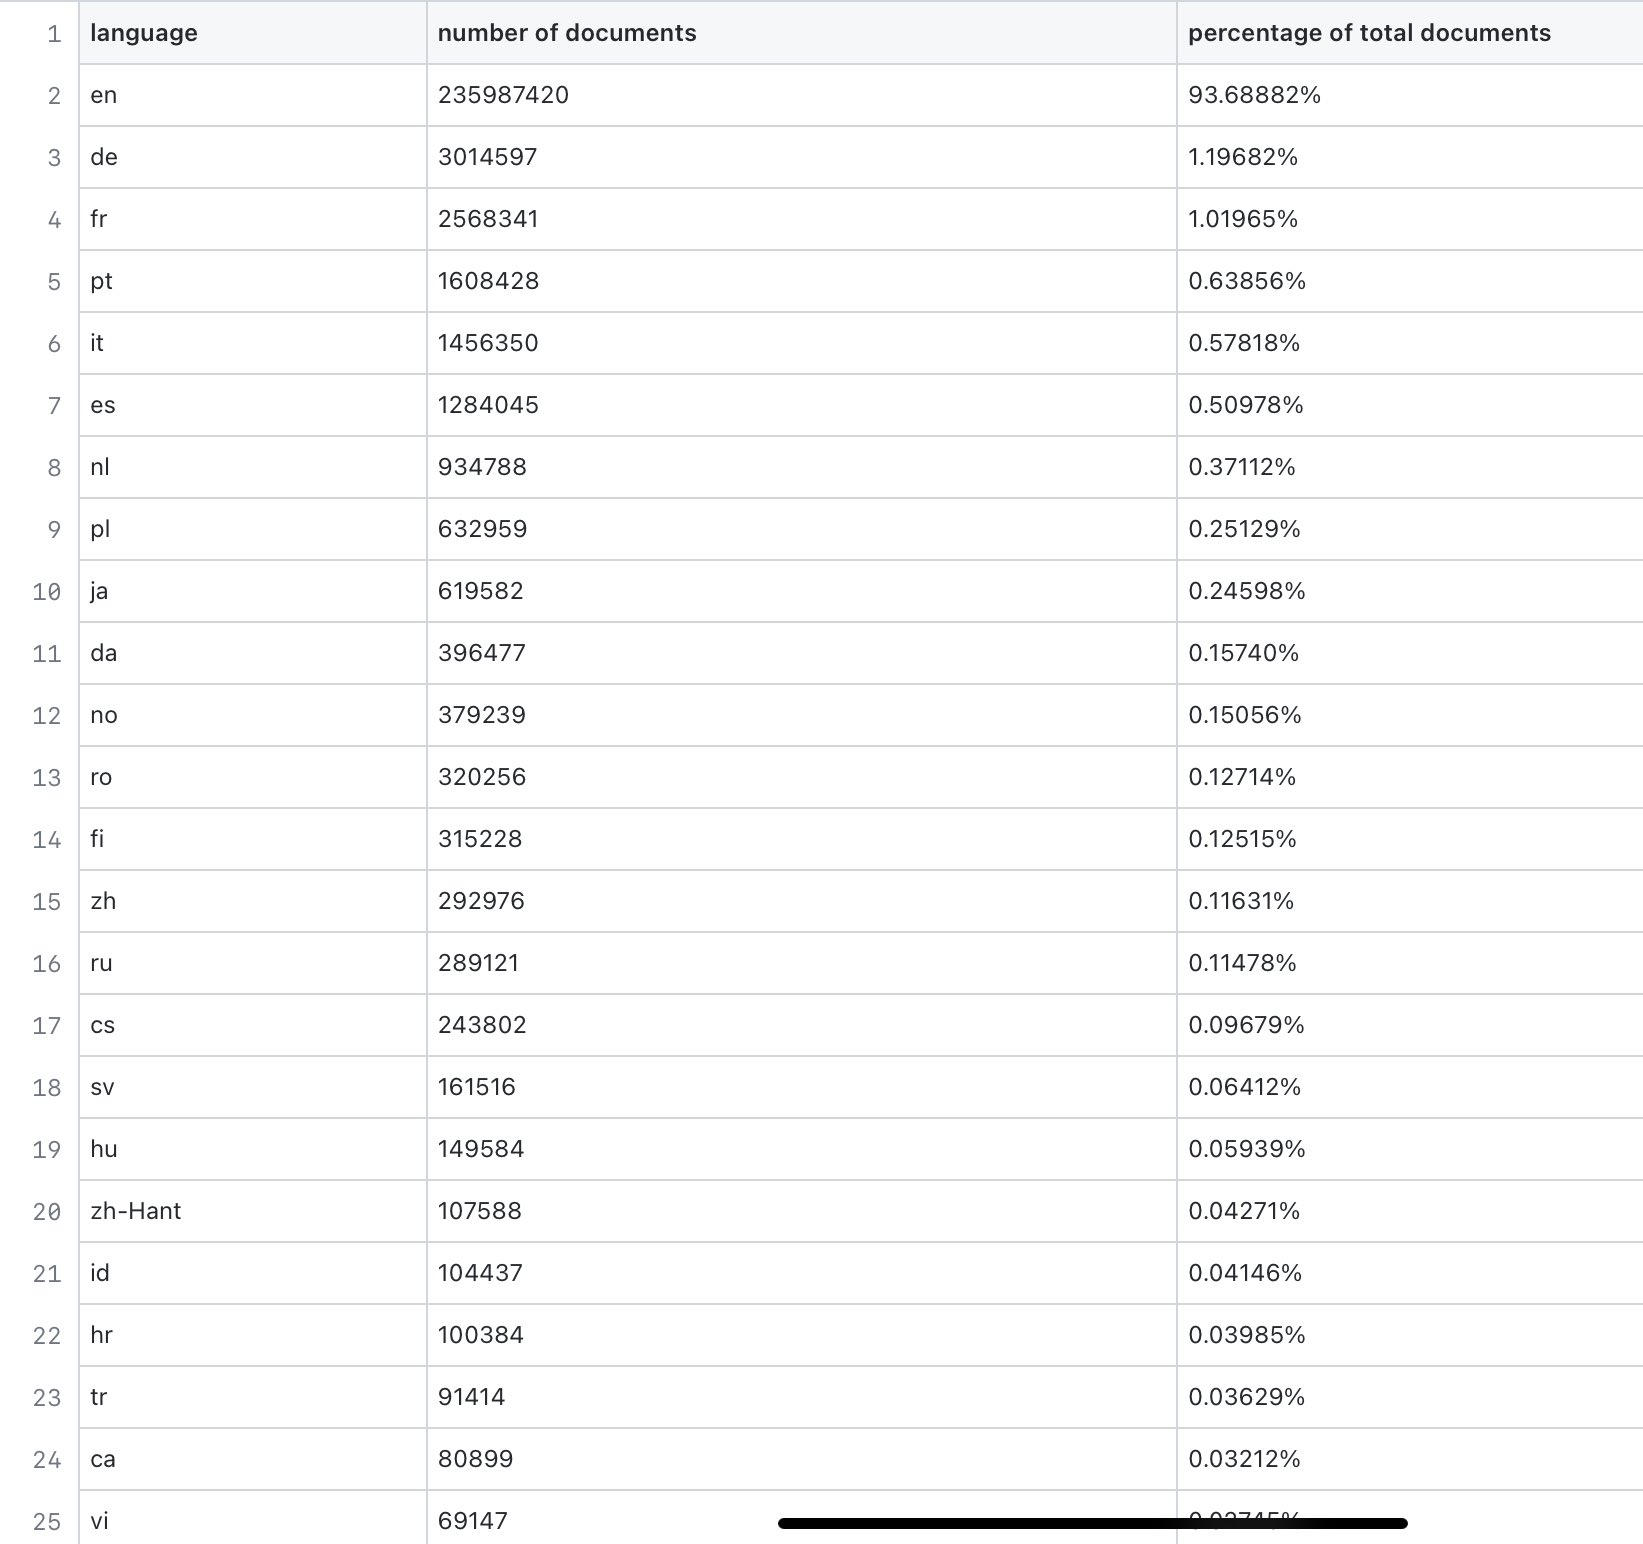 1 language number of documents percentage of total documents
2 en 235987420 93.68882%
3 de 3014597 1.19682%
4 fr 2568341 1.01965%
5 pt 1608428 0.63856%
6 it 1456350 0.57818%
7 es 1284045 0.50978%
8 nl 934788 0.37112%
9 pl 632959 0.25129%
10 ja 619582 0.24598%
11 da 396477 0.15740%
12 no 379239 0.15056%
13 ro 320256 0.12714%
14 fi 315228 0.12515%
15 zh 292976 0.11631%
16 ru 289121 0.11478%
17 cs 243802 0.09679%
18 sv 161516 0.06412%
19 hu 149584 0.05939%
20 zh-Hant 107588 0.04271%
21 id 104437 0.04146%
22 hr 100384 0.03985%
23 tr 91414 0.03629%
24 ca 80899 0.03212%
25 vi 69147